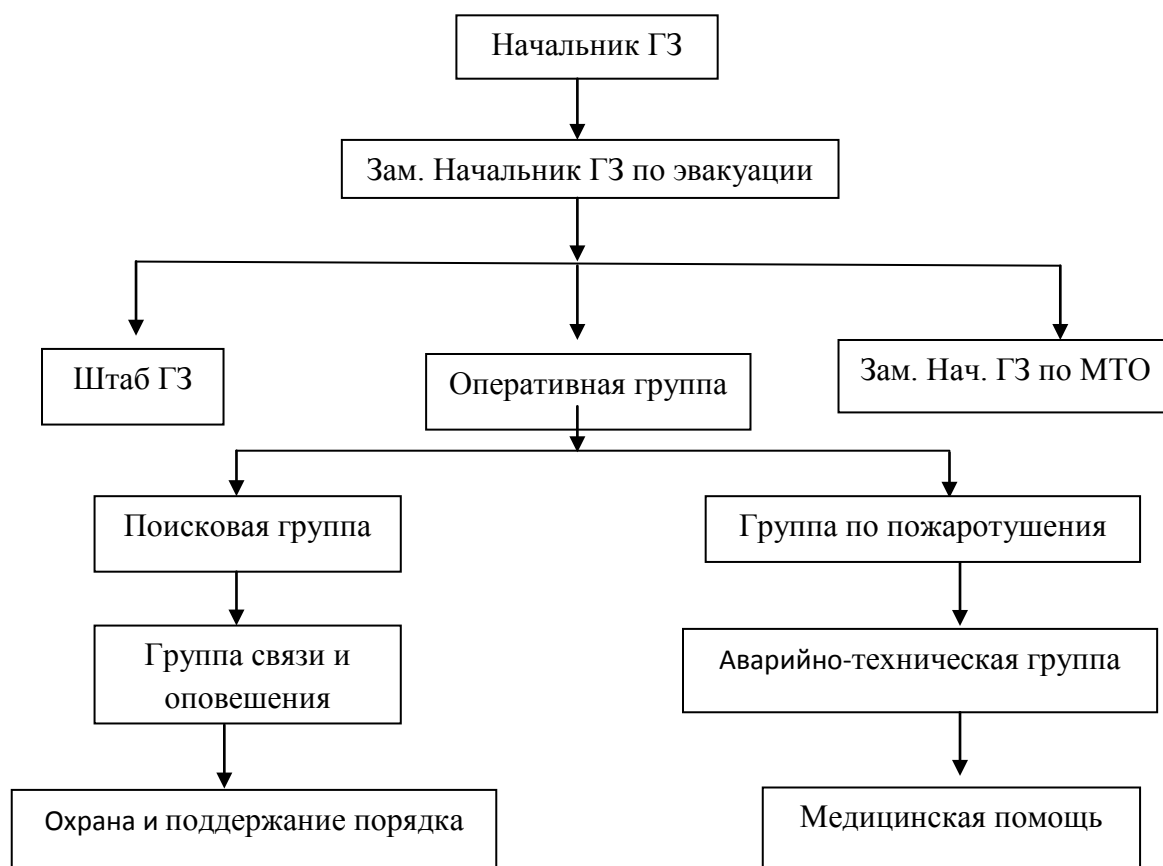 Начальник ГЗ
Зам. Начальник ГЗ по эвакуации
Штаб ГЗ
Оперативная группа
Зам. Нач. ГЗ по МТО
Поисковая группа
Группа по пожаротушения
Группа связи и
оповешения
Аварийно-техническая группа
Охрана и поддержание порядка
Медицинская помощь